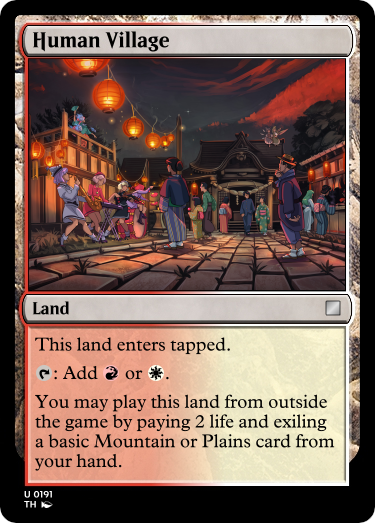 Human Village
Land
This land enters tapped.
: Add or .
You may play this land from outside
the game by paying 2 life and exiling
a basic Mountain or Plains card from
your hand.
U 0191
TH